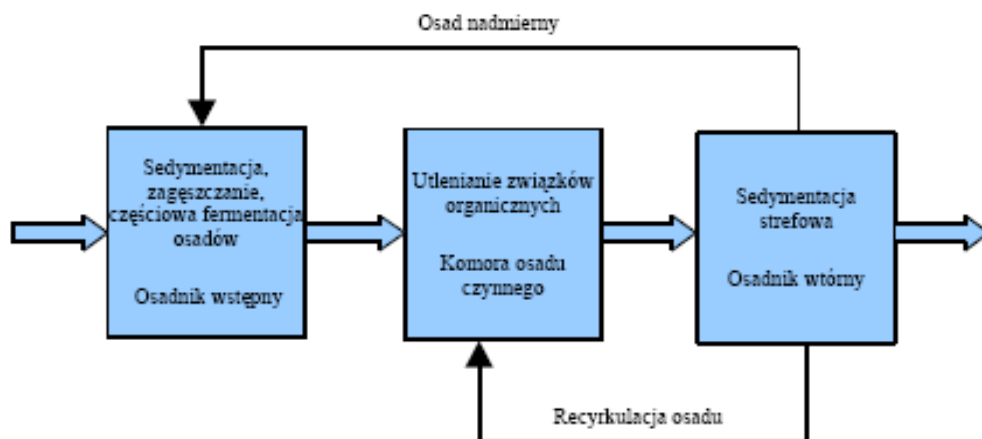 Osad nadmierny
Sedymentacja,
zagęszczanie,
częściowa fermentacja
osadów
Osadnik wstępny
Utlenianie związków
organicznych
Komora osadu
czynnego
Sedymentacja
strefowa
Osadnik wtórny
Recyrkulacja osadu